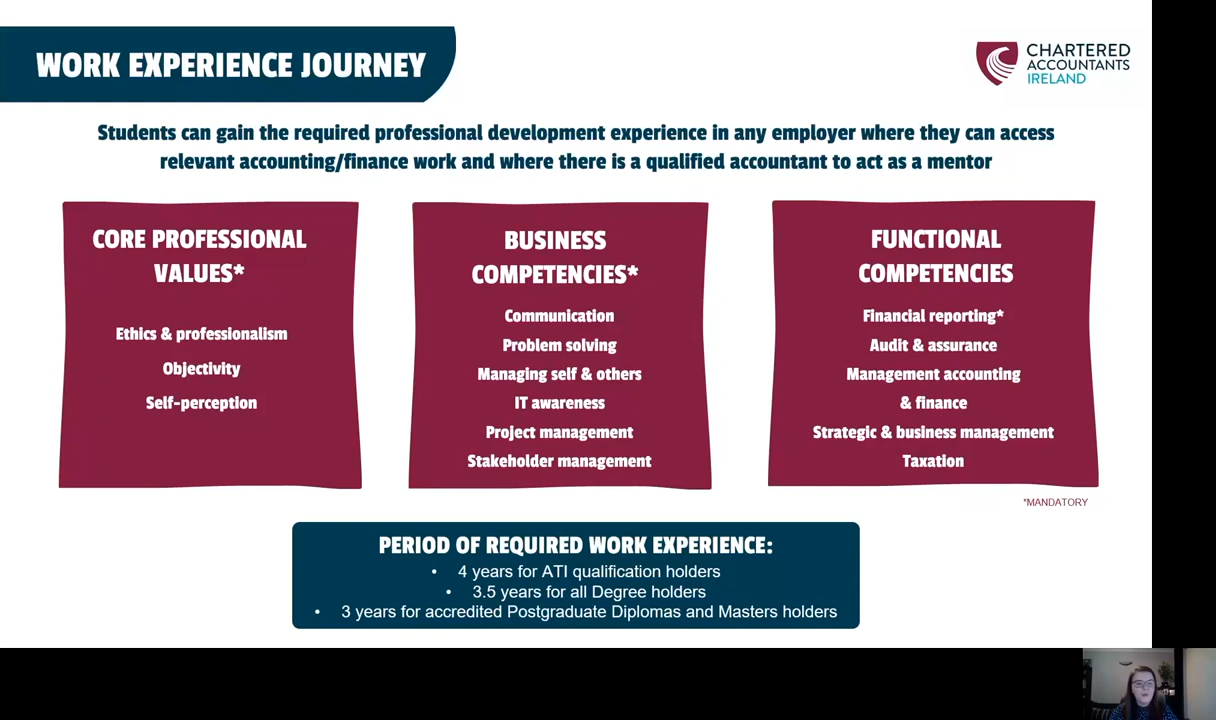 WORK EXPERIENCE JOURNEY
CHARTERED
ACCOUNTANTS
IRELAND
Students can gain the required professional development experience in any employer where they can access
relevant accounting/finance work and where there is a qualified accountant to act as a mentor
CORE PROFESSIONAL
VALUES*
Ethics & professionalism
Objectivity
Self-perception
BUSINESS
COMPETENCIES*
Communication
Problem solving
Managing self & others
IT awareness
Project management
Stakeholder management
FUNCTIONAL
COMPETENCIES
Financial reporting*
Audit & assurance
Management accounting
& finance
Strategic & business management
Taxation
*MANDATORY
PERIOD OF REQUIRED WORK EXPERIENCE:
• 4 years for ATI qualification holders
• 3.5 years for all Degree holders
• 3 years for accredited Postgraduate Diplomas and Masters holders